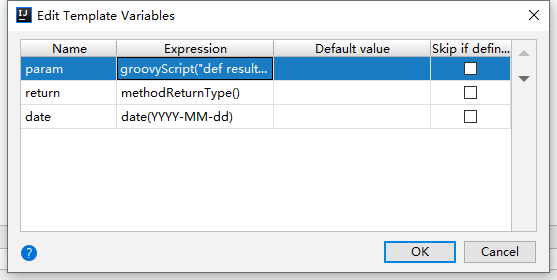 Edit Template Variables
Name Expression Default value Skip if defin...
param groovyScript("def result...
return methodReturnType()
date date(YYYY-MM-dd)
? OK Cancel